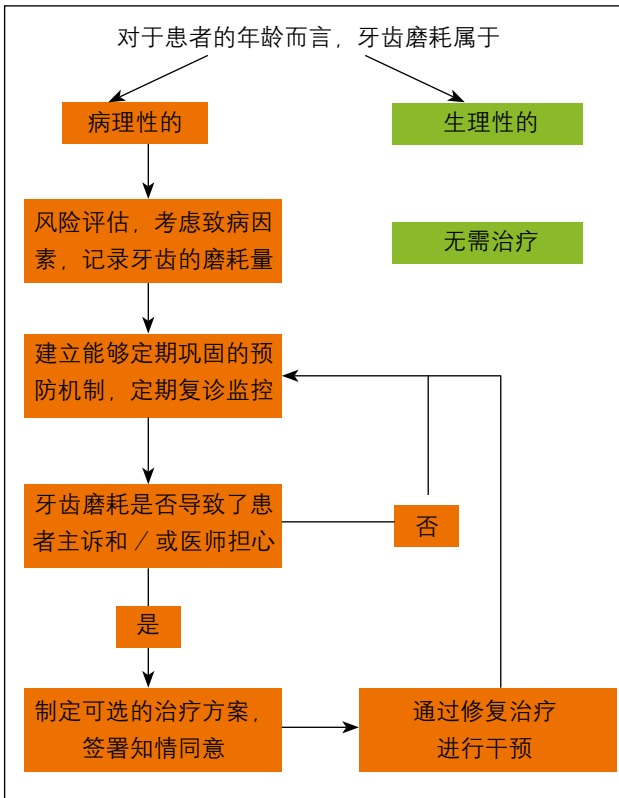 对于患者的年龄而言，牙齿磨耗属于
病理性的
生理性的
风险评估，考虑致病因
素，记录牙齿的磨耗量
无需治疗
建立能够定期巩固的预
防机制，定期复诊监控
牙齿磨耗是否导致了患
者主诉和／或医师担心
否
是
制定可选的治疗方案，
签署知情同意
通过修复治疗
进行干预